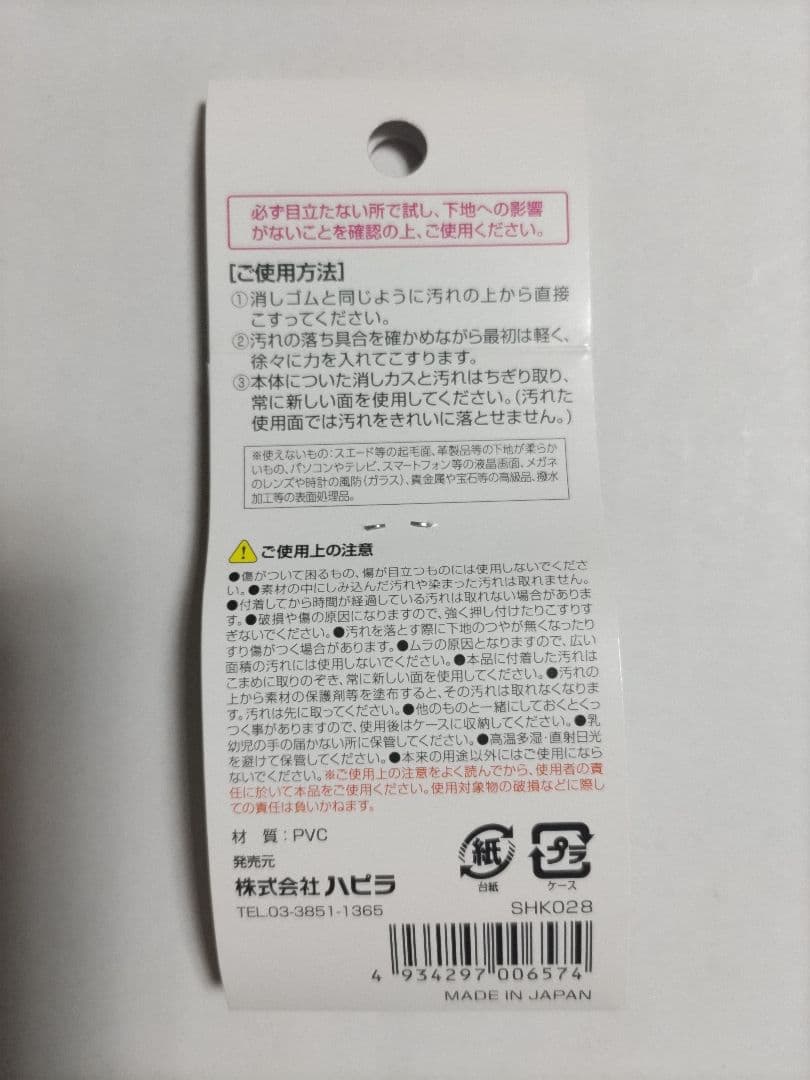 必ず目立たない所で試し、下地への影響
がないことを確認の上、ご使用ください。
[ご使用方法]
①消しゴムと同じように汚れの上から直接
こすってください。
②汚れの落ち具合を確かめながら最初は軽く、
徐々に力を入れてこすります。
③本体についた消しカスと汚れはちぎり取り、
常に新しい面を使用してください。(汚れた
使用面では汚れをきれいに落とせません。)
※使えないもの:スエード等の起毛面、革製品等の下地が柔らか
いもの、パソコンやテレビ、スマートフォン等の液晶画面、メガネ
のレンズや時計の風防(ガラス)、貴金属や宝石等の高級品、撥水
加工等の表面処理品。
ご使用上の注意
●傷がついて困るもの、傷が目立つものには使用しないでくださ
い。●素材の中にしみ込んだ汚れや染まった汚れは取れません。
●付着してから時間が経過している汚れは取れない場合がありま
す。●破損や傷の原因になりますので、強く押し付けたりこすりす
ぎないでください。●汚れを落とす際に下地のつやが無くなったり
すり傷がつく場合があります。●ムラの原因となりますので、広い
面積の汚れには使用しないでください。●本品に付着した汚れは
こまめに取りのぞき、常に新しい面を使用してください。●汚れの
上から素材の保護剤等を塗布すると、その汚れは取れなくなりま
す。汚れは先に取ってください。●他のものと一緒にしておくとくっ
つく事がありますので、使用後はケースに収納してください。●乳
幼児の手の届かない所に保管してください。●高温多湿・直射日光
を避けて保管してください。●本来の用途以外にはご使用になら
ないでください。※ご使用上の注意をよく読んでから、使用者の責
任に於いて本品をご使用ください。使用対象物の破損などに際し
ての責任は負いかねます。
材 質:PVC
発売元
株式会社 ハピラ
TEL.03-3851-1365
紙
台紙
プラ
ケース
SHK028
4 934297 006574
MADE IN JAPAN